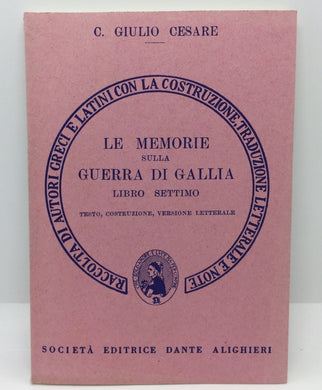 C. GIULIO CESARE
RACCOLTA DI AUTORI GRECI E LATINI CON LA COSTRUZIONE, TRADUZIONE LETTERALE E NOTE
LE MEMORIE
SULLA
GUERRA DI GALLIA
LIBRO SETTIMO
TESTO, COSTRUZIONE, VERSIONE LETTERALE
SOCIETÀ EDITRICE DANTE ALIGHIERI